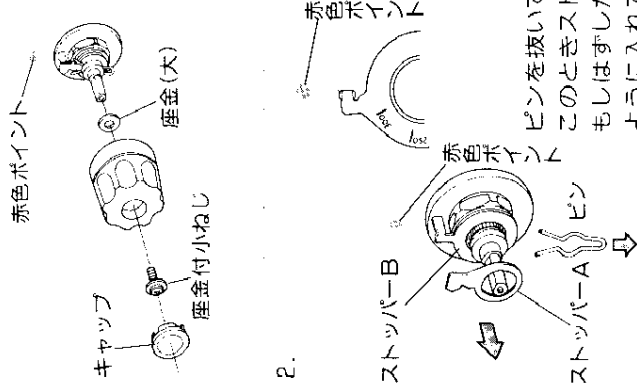 赤色ポイント
座金(大)
座金付小ねじ
キャップ
2.
赤色ポイント
300
250
赤色ポイント
ストッパーB
ピン
ストッパーA
ピンを抜いて
このときスト
もしはずした
ように入れ